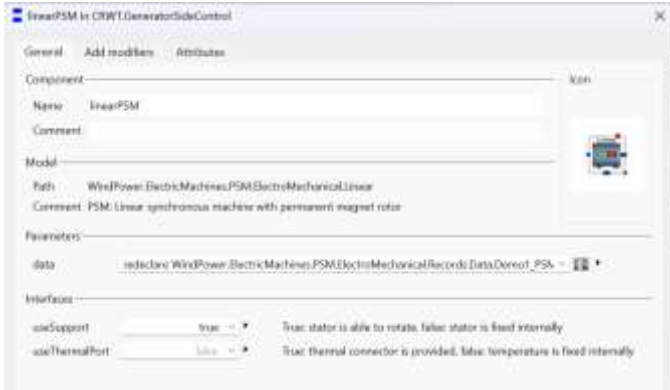 linearPSM in CRWT.GeneratorSideControl
General Add modifiers Attributes
Component
Icon
Name linearPSM
Comment
Model
Path WindPower.ElectricMachines.PSM.ElectroMechanical.Linear
Comment PSM: Linear synchronous machine with permanent magnet rotor
Parameters
data redeclare WindPower.ElectricMachines.PSM.ElectroMechanical.Records.Data.Demo1_PSM
Interfaces
useSupport true True: stator is able to rotate, false: stator is fixed internally
useThermalPort false True: thermal connector is provided, false: temperature is fixed internally